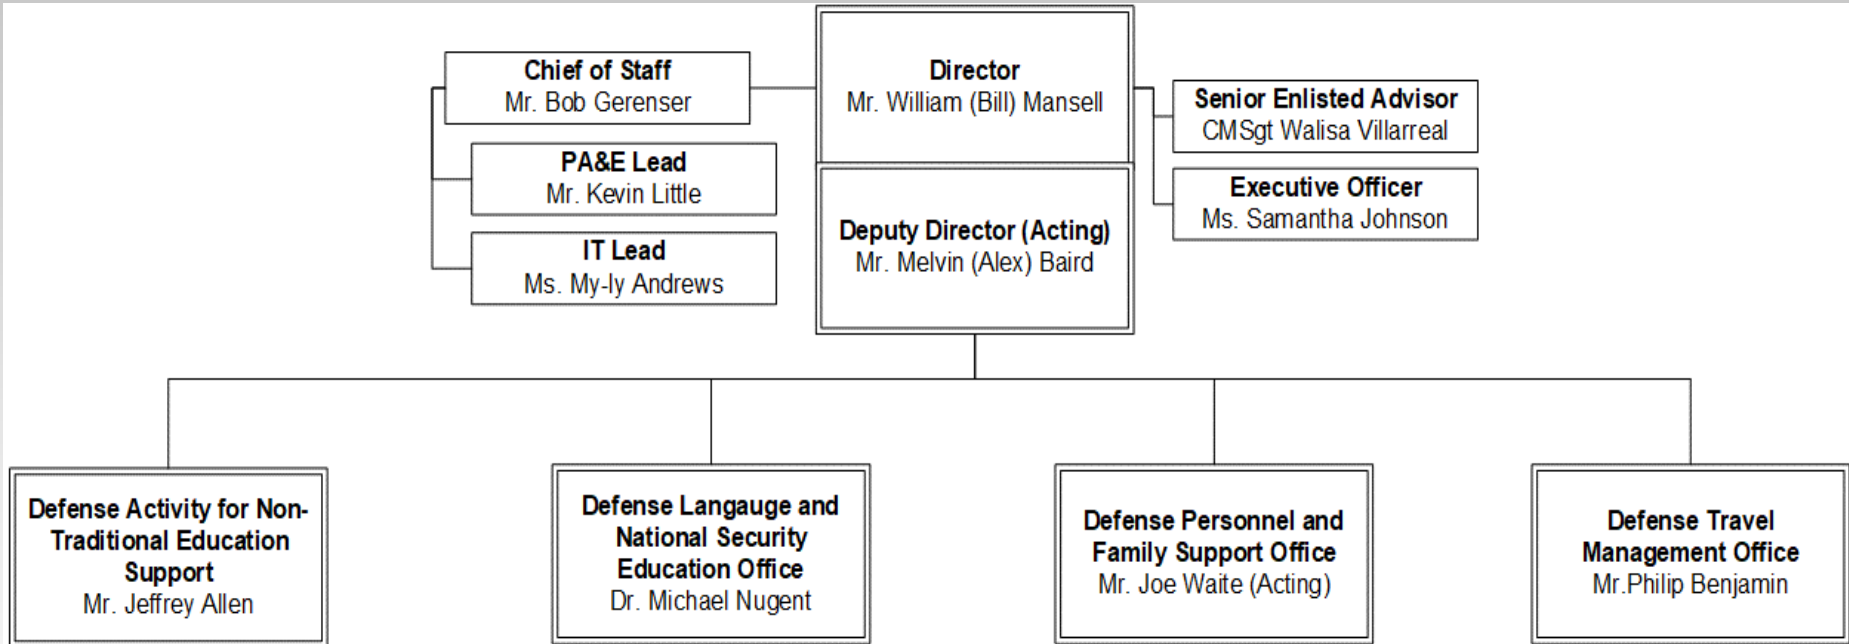 Chief of Staff
Mr. Bob Gerenser
PA&E Lead
Mr. Kevin Little
IT Lead
Ms. My-ly Andrews
Director
Mr. William (Bill) Mansell
Deputy Director (Acting)
Mr. Melvin (Alex) Baird
Senior Enlisted Advisor
CMSgt Walisa Villarreal
Executive Officer
Ms. Samantha Johnson
Defense Activity for Non-
Traditional Education
Support
Mr. Jeffrey Allen
Defense Langauge and
National Security
Education Office
Dr. Michael Nugent
Defense Personnel and
Family Support Office
Mr. Joe Waite (Acting)
Defense Travel
Management Office
Mr.Philip Benjamin